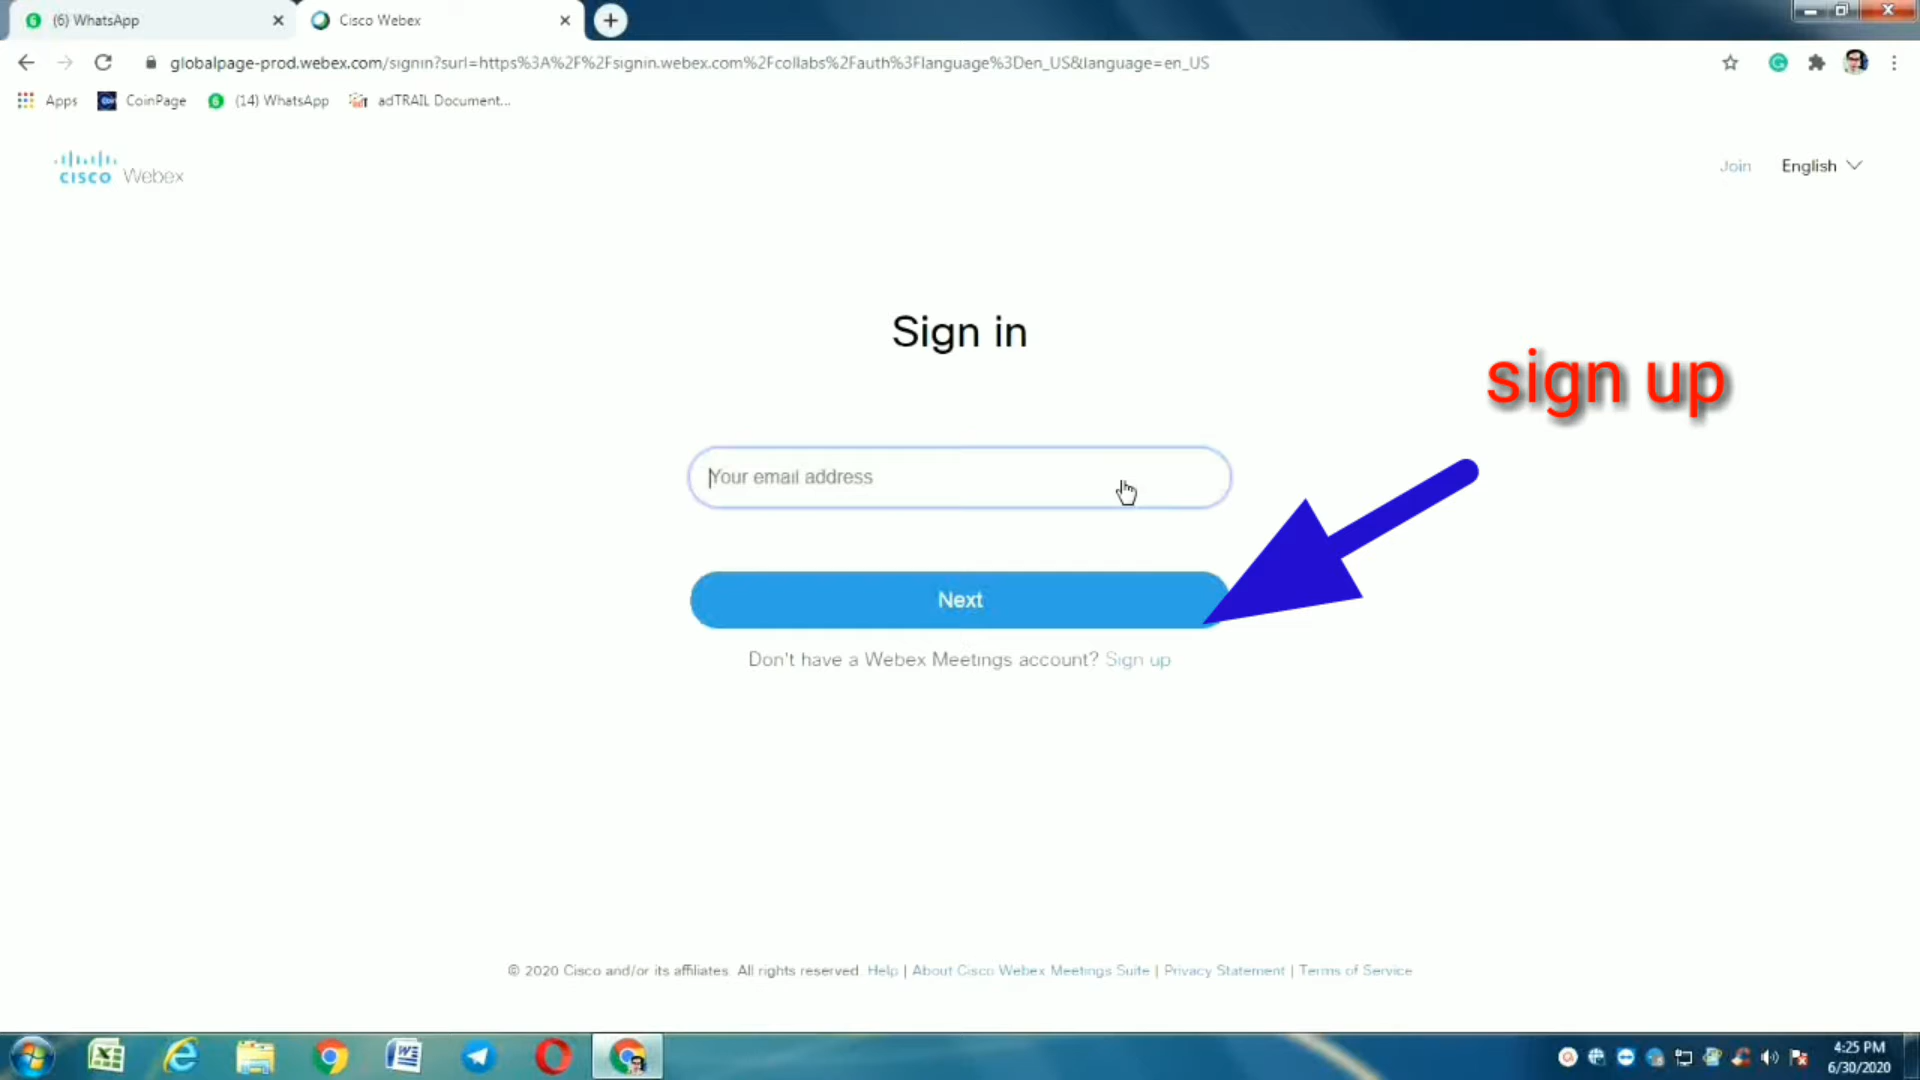 (6) WhatsApp
Cisco Webex
globalpage-prod.webex.com/signin?surl=https%3A%2F%2Fsignin.webex.com%2Fcollabs%2Fauth%3Flanguage%3Den_US&language=en_US
Apps
CoinPage
(14) WhatsApp
adTRAIL Document...
CISCO Webex
Join
English
Sign in
sign up
Your email address
Next
Don't have a Webex Meetings account? Sign up
© 2020 Cisco and/or its affiliates. All rights reserved. Help | About Cisco Webex Meetings Suite | Privacy Statement | Terms of Service
4:25 PM
6/30/2020